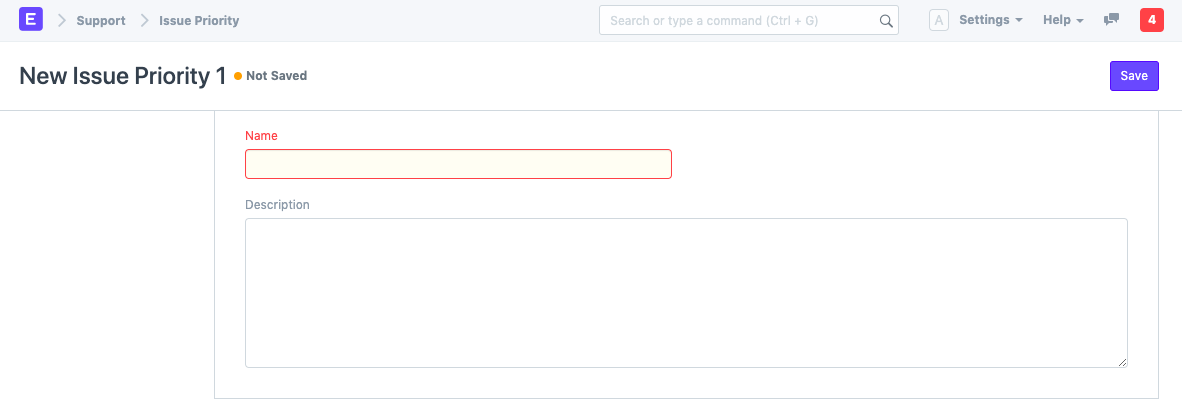 E Support Issue Priority Search or type a command (Ctrl + G) A Settings Help 4
New Issue Priority 1 Not Saved Save
Name
Description